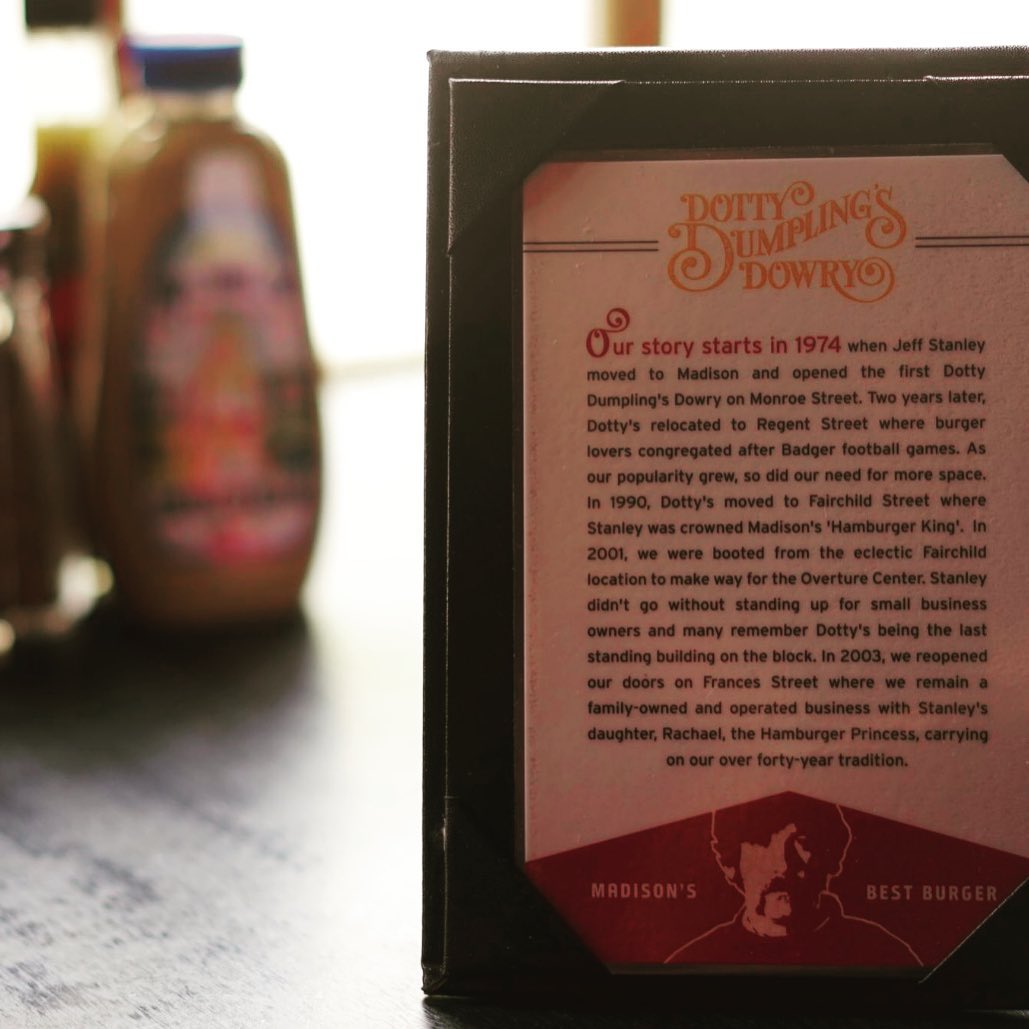 DOTTY
DUMPLING'S
DOWRY
Our story starts in 1974 when Jeff Stanley
moved to Madison and opened the first Dotty
Dumpling's Dowry on Monroe Street. Two years later,
Dotty's relocated to Regent Street where burger
lovers congregated after Badger football games. As
our popularity grew, so did our need for more space.
In 1990, Dotty's moved to Fairchild Street where
Stanley was crowned Madison's 'Hamburger King'. In
2001, we were booted from the eclectic Fairchild
location to make way for the Overture Center. Stanley
didn't go without standing up for small business
owners and many remember Dotty's being the last
standing building on the block. In 2003, we reopened
our doors on Frances Street where we remain a
family-owned and operated business with Stanley's
daughter, Rachael, the Hamburger Princess, carrying
on our over forty-year tradition.
MADISON'S BEST BURGER